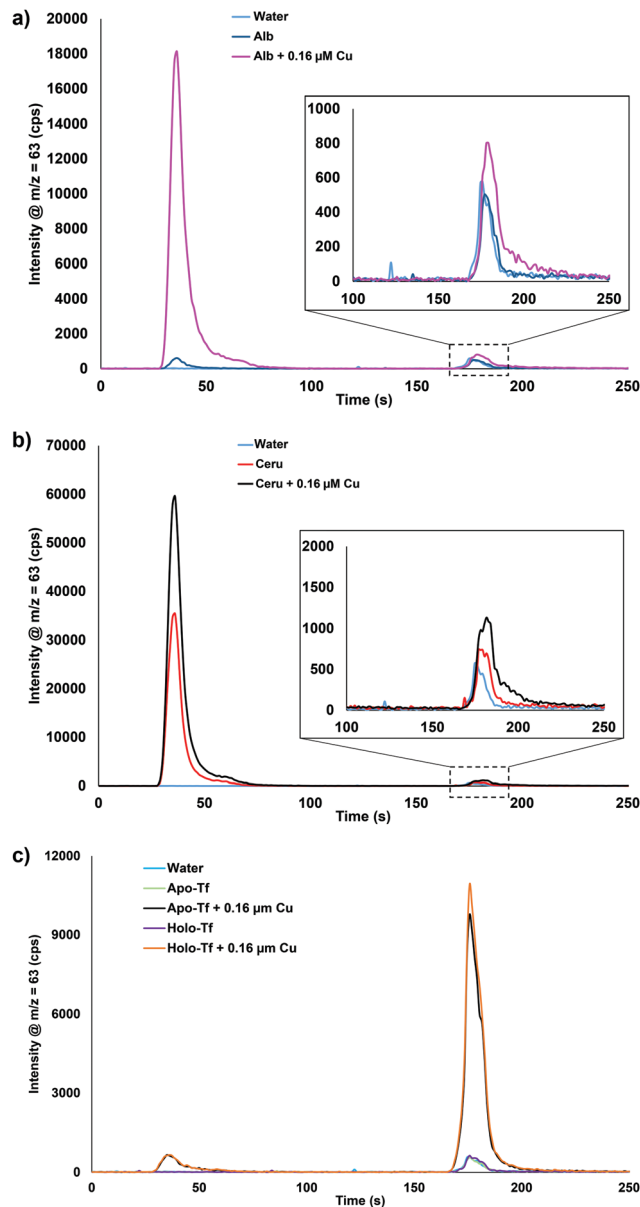 a)
Water
Alb
Alb + 0.16 µM Cu
Intensity @ m/z = 63 (cps)
20000
18000
16000
14000
12000
10000
8000
6000
4000
2000
0
0 50 100 150 200 250
Time (s)
1000
800
600
400
200
0
100 150 200 250
b)
Water
Ceru
Ceru + 0.16 µM Cu
Intensity @ m/z = 63 (cps)
70000
60000
50000
40000
30000
20000
10000
0
0 50 100 150 200 250
Time (s)
2000
1500
1000
500
0
100 150 200 250
c)
Water
Apo-Tf
Apo-Tf + 0.16 µm Cu
Holo-Tf
Holo-Tf + 0.16 µm Cu
Intensity @ m/z = 63 (cps)
12000
9000
6000
3000
0
0 50 100 150 200 250
Time (s)